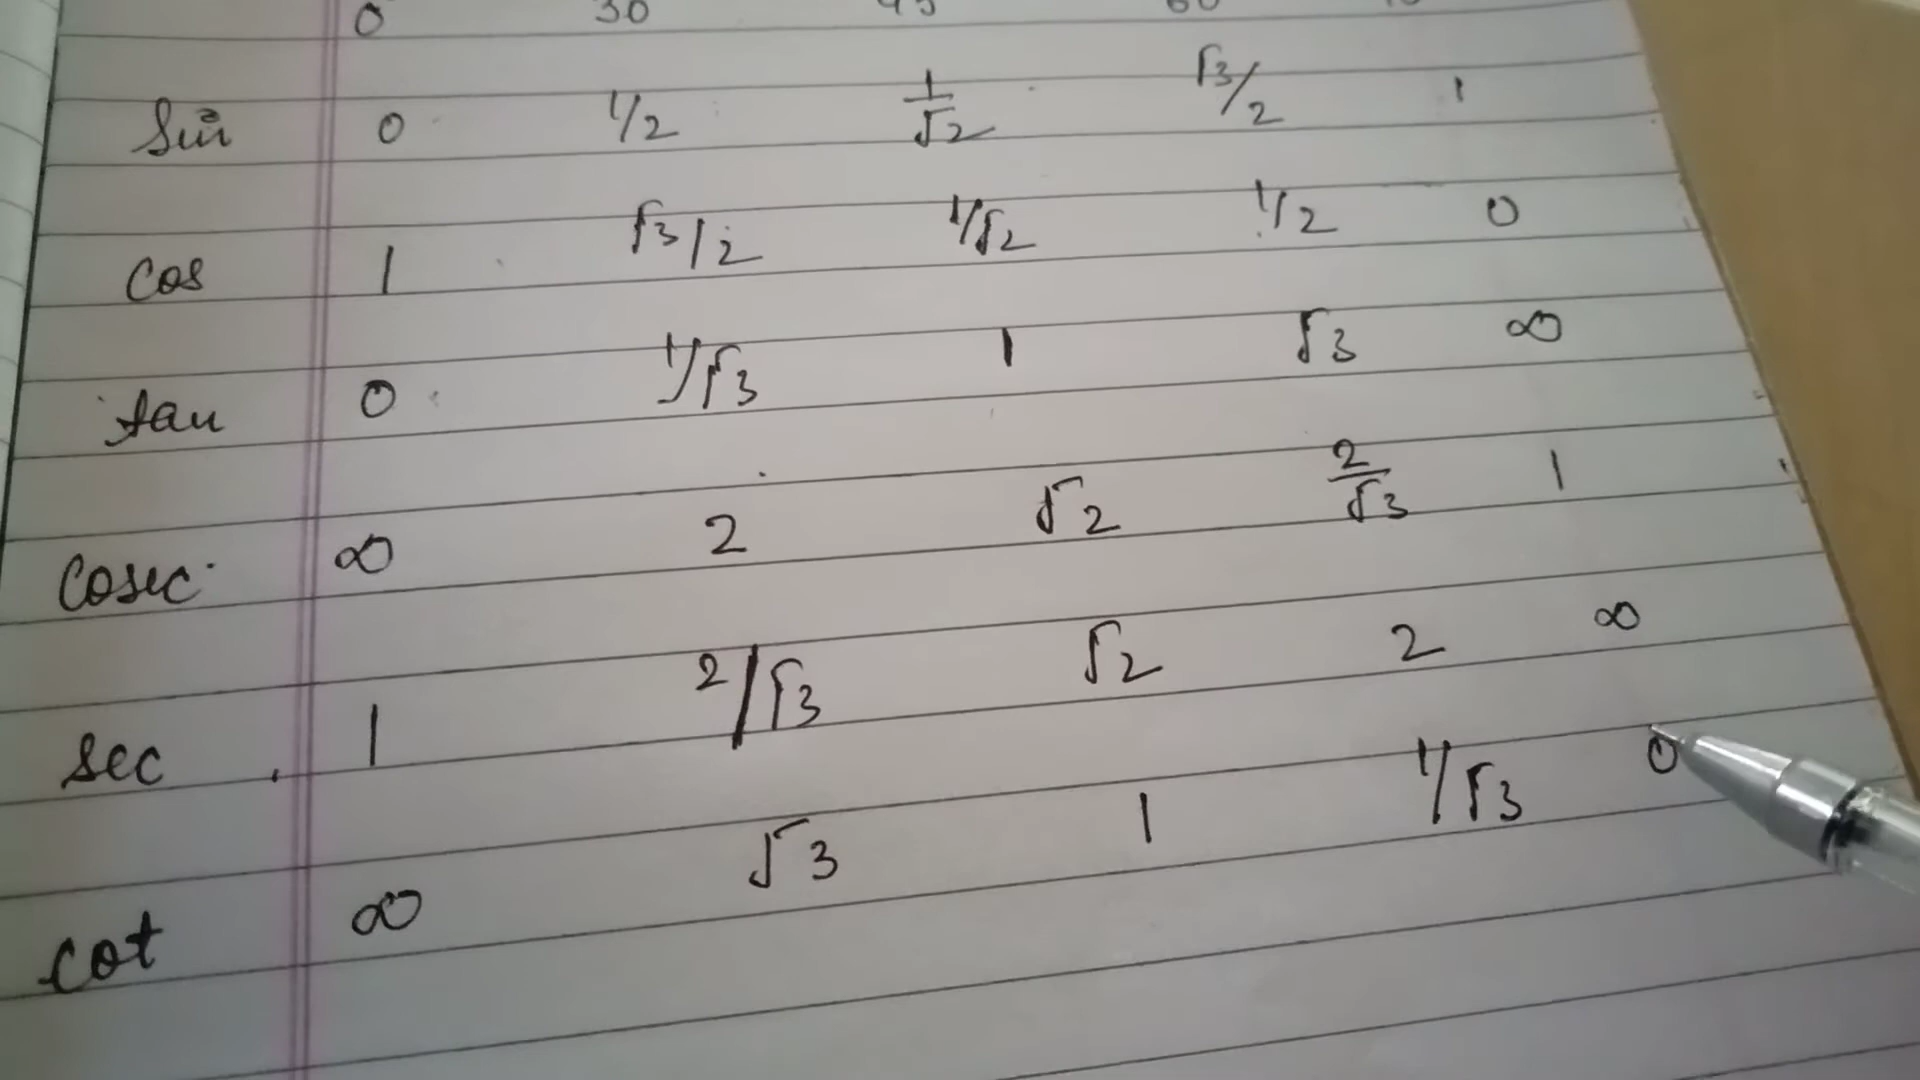 0 30 45 60
Sin 0 1/2 1/√2 √3/2 1
Cos 1 √3/2 1/√2 1/2 0
tan 0 1/√3 1 √3 ∞
Cosec ∞ 2 √2 2/√3 1
Sec 1 2/√3 √2 2 ∞
Cot ∞ √3 1 1/√3 0